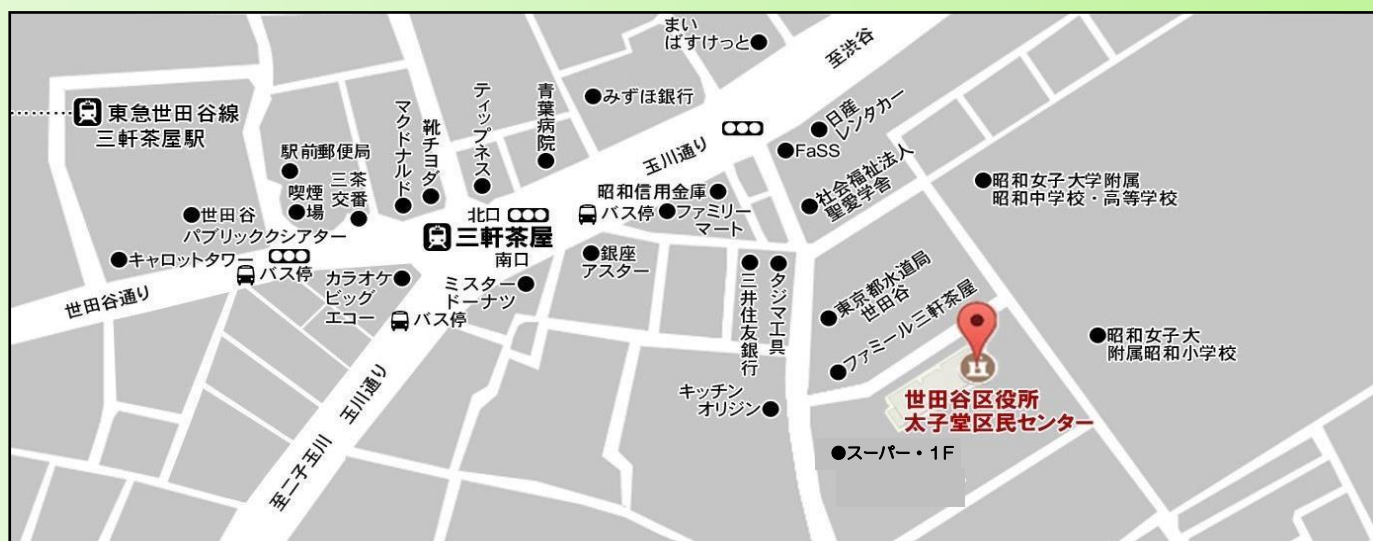 まい
ばすけっと
至渋谷
東急世田谷線
三軒茶屋駅
駅前郵便局
喫煙場
三茶
交番
マクドナルド
靴チヨダ
ティップネス
青葉病院
みずほ銀行
玉川通り
日産
レンタカー
FaSS
社会福祉法人
聖愛学舎
昭和女子大学附属
昭和中学校・高等学校
世田谷
パブリッククシアター
キャロットタワー
バス停
世田谷通り
北口
三軒茶屋
南口
バス停
昭和信用金庫
ファミリー
マート
銀座
アスター
カラオケ
ビッグ
エコー
ミスター
ドーナツ
バス停
三井住友銀行
タジマ工具
東京都水道局
世田谷
ファミール三軒茶屋
昭和女子大
附属昭和小学校
玉川通り
至二子玉川
キッチン
オリジン
世田谷区役所
太子堂区民センター
スーパー・1F